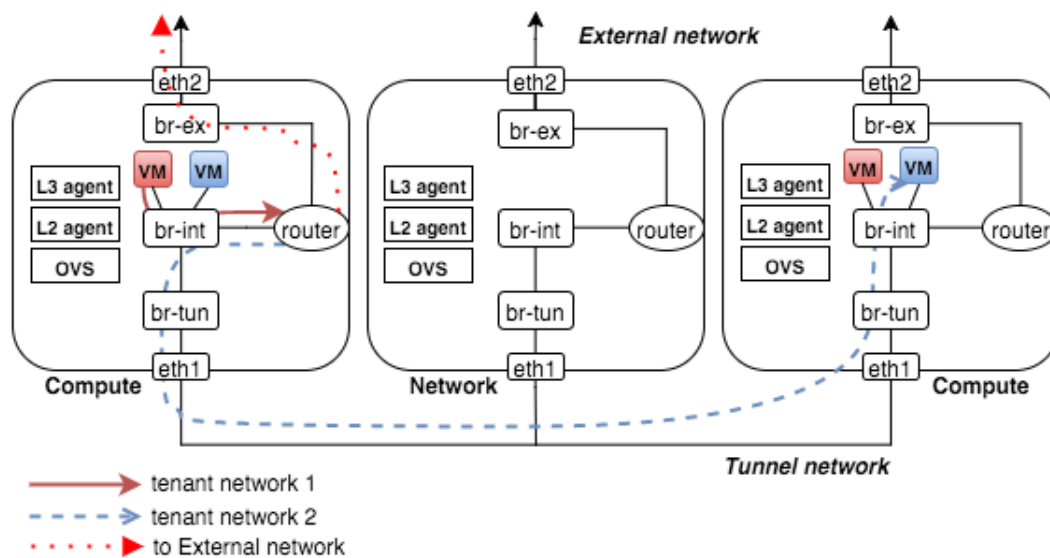 External network
eth2
eth2
eth2
br-ex
br-ex
br-ex
VM
VM
VM
VM
L3 agent
L2 agent
OVS
L3 agent
L2 agent
OVS
L3 agent
L2 agent
OVS
br-int
router
br-int
router
br-int
router
br-tun
br-tun
br-tun
eth1
eth1
eth1
Compute
Network
Compute
Tunnel network
tenant network 1
tenant network 2
to External network